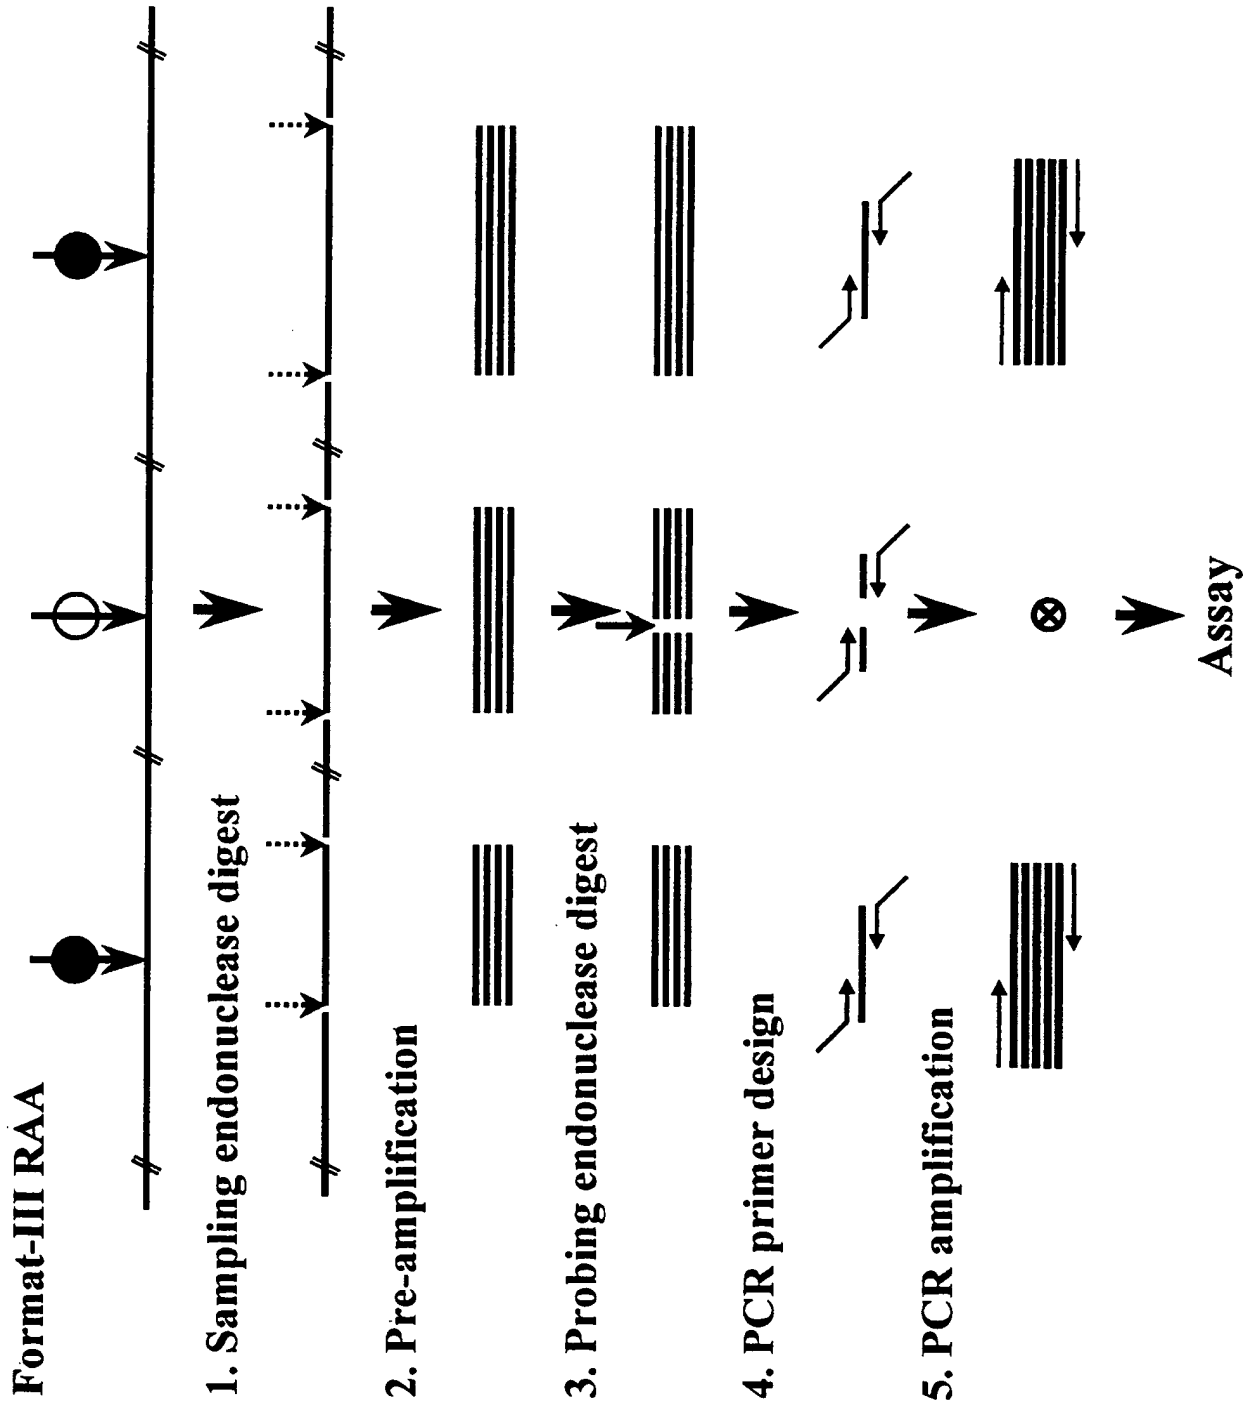 Format-III RAA
1. Sampling endonuclease digest
2. Pre-amplification
3. Probing endonuclease digest
4. PCR primer design
5. PCR amplification
Assay